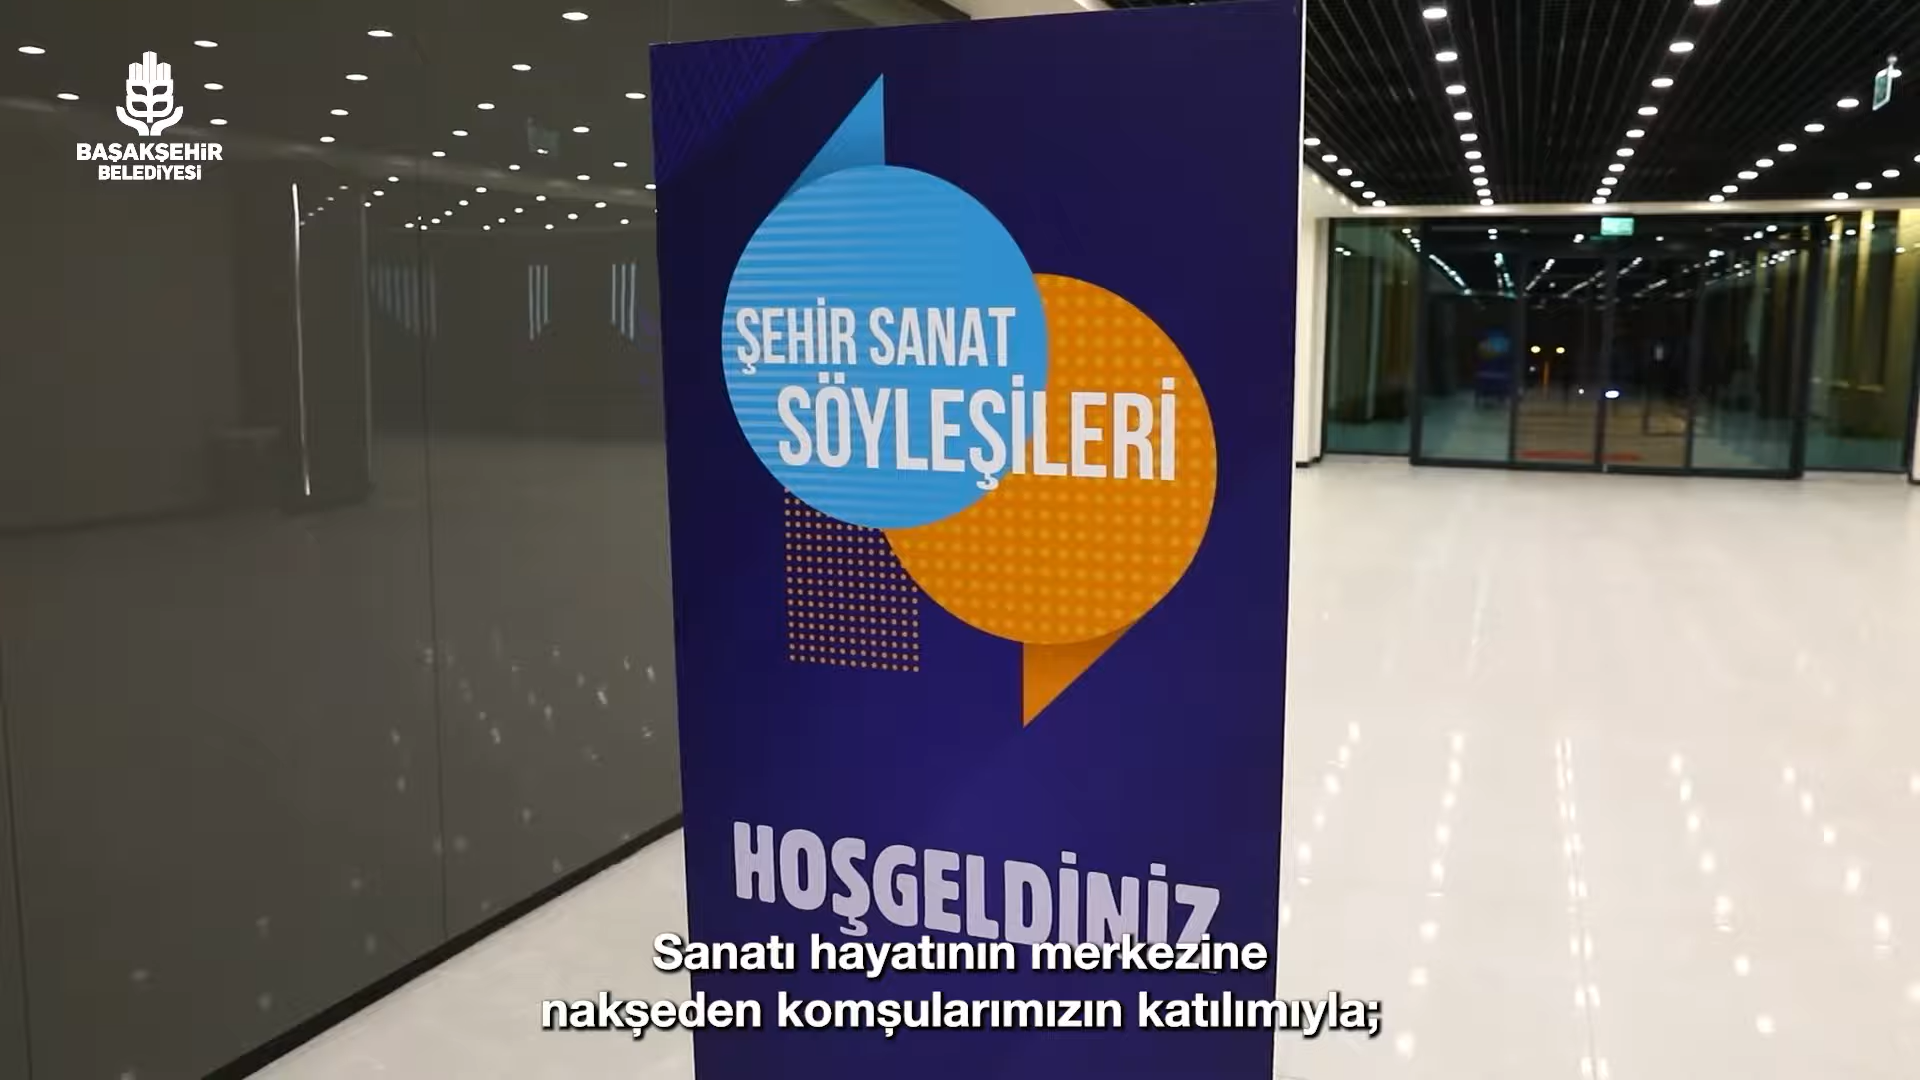 BAŞAKŞEHİR
BELEDİYESİ
ŞEHİR SANAT
SÖYLEŞİLERİ
HOŞGELDİNİZ
Sanatı hayatının merkezine
nakşeden komşularımızın katılımıyla;